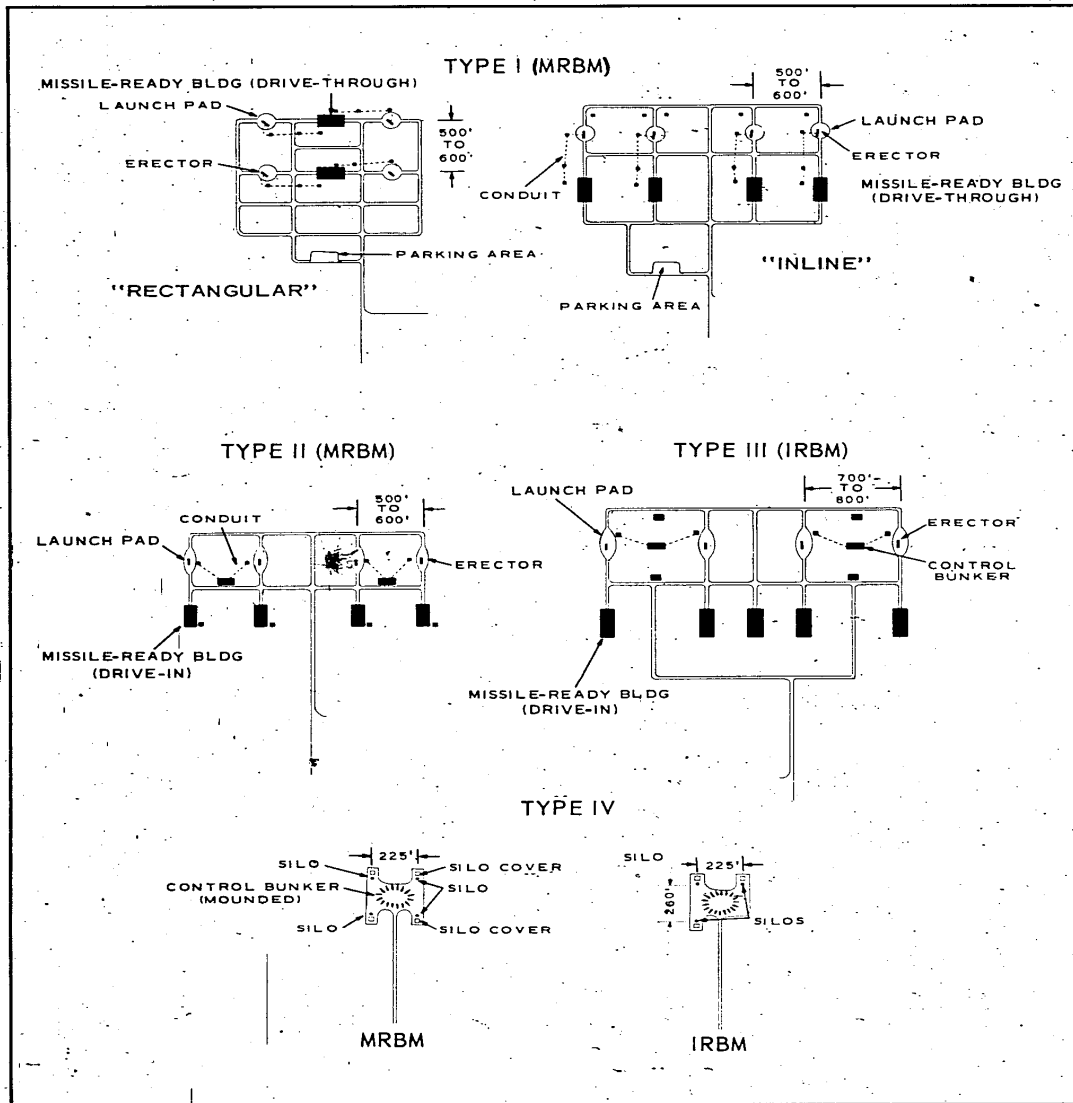 TYPE I (MRBM)
MISSILE-READY BLDG (DRIVE-THROUGH)
LAUNCH PAD
ERECTOR
500'
TO
600'
PARKING AREA
"RECTANGULAR"
500'
TO
600'
LAUNCH PAD
ERECTOR
CONDUIT
MISSILE-READY BLDG
(DRIVE-THROUGH)
"INLINE"
PARKING AREA
TYPE II (MRBM)
500'
TO
600'
CONDUIT
LAUNCH PAD
ERECTOR
MISSILE-READY BLDG
(DRIVE-IN)
TYPE III (IRBM)
700'
TO
800'
LAUNCH PAD
ERECTOR
CONTROL
BUNKER
MISSILE-READY BLDG
(DRIVE-IN)
TYPE IV
225'
SILO
SILO COVER
CONTROL BUNKER
(MOUNDED)
SILO
SILO
SILO COVER
MRBM
SILO
225'
260'
SILOS
IRBM